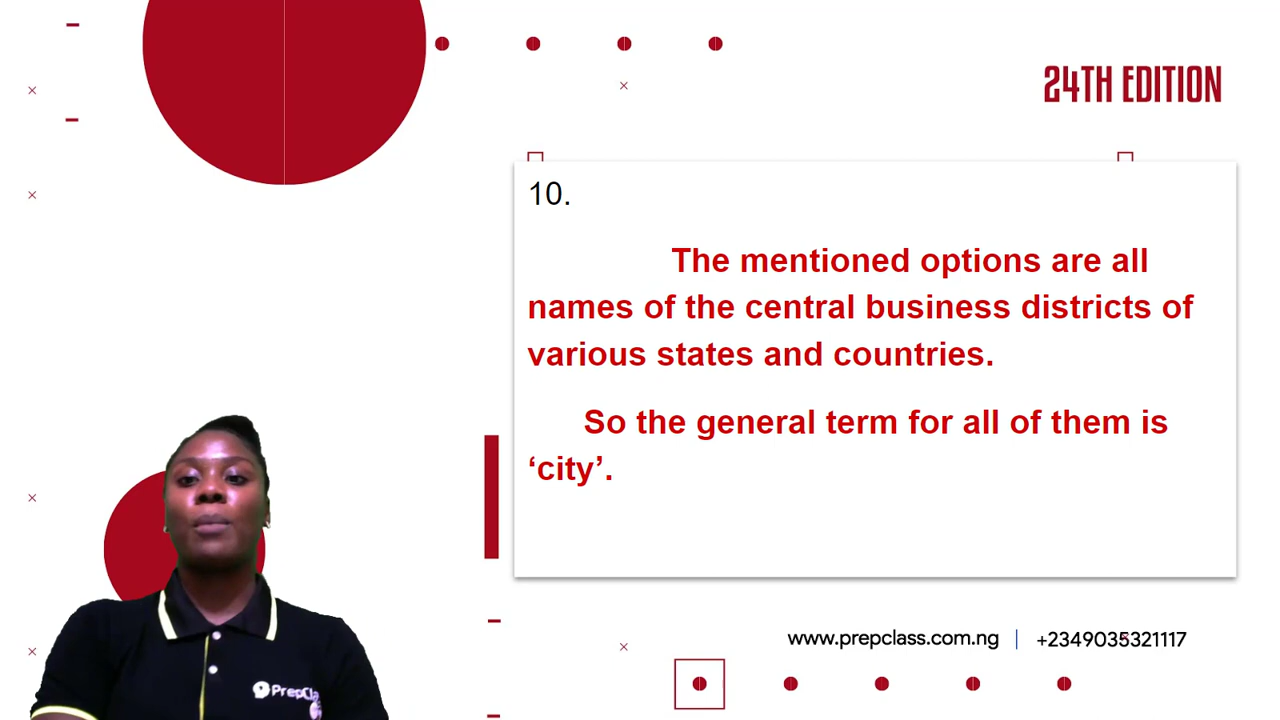 24TH EDITION
10.
The mentioned options are all
names of the central business districts of
various states and countries.
So the general term for all of them is
‘city’.
www.prepclass.com.ng | +2349035321117